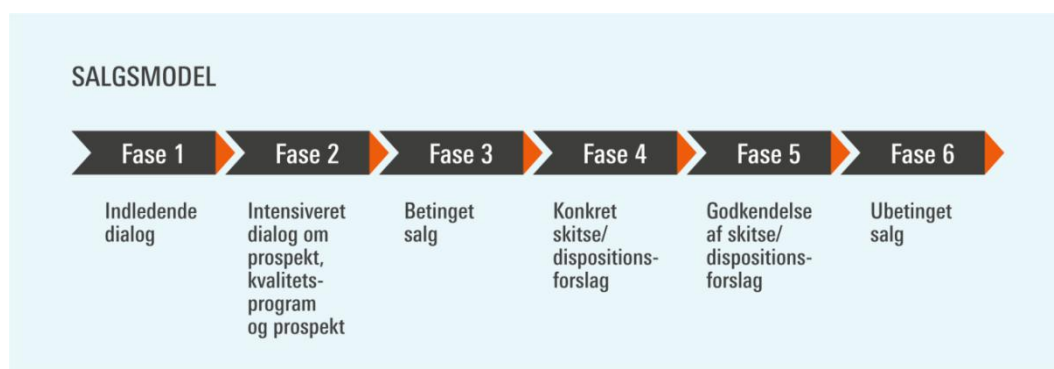 SALGSMODEL
Fase 1
Fase 2
Fase 3
Fase 4
Fase 5
Fase 6
Indledende
dialog
Intensiveret
dialog om
prospekt,
kvalitets-
program
og prospekt
Betinget
salg
Konkret
skitse/
dispositions-
forslag
Godkendelse
af skitse/
dispositions-
forslag
Ubetinget
salg